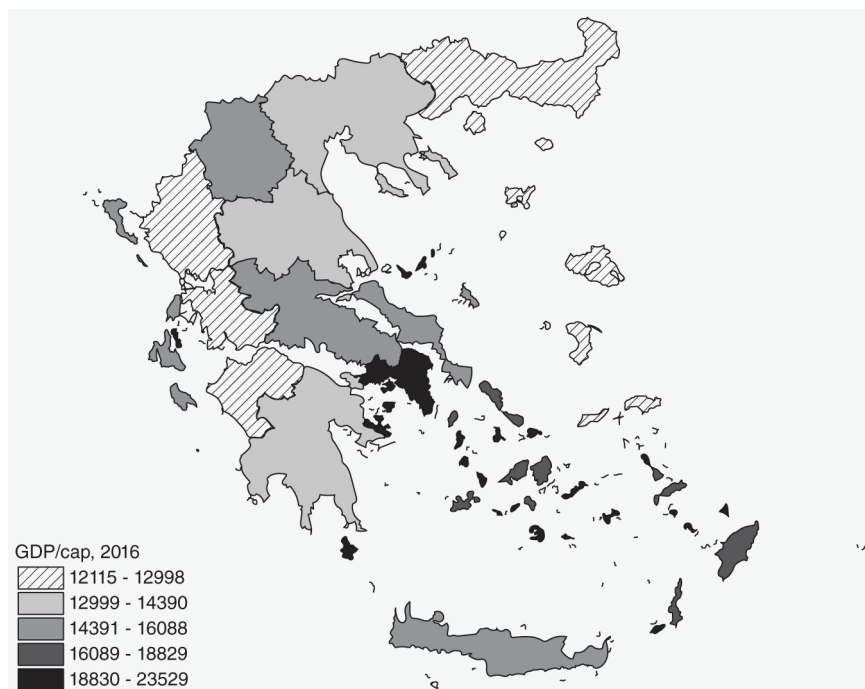 GDP/cap, 2016
12115 - 12998
12999 - 14390
14391 - 16088
16089 - 18829
18830 - 23529